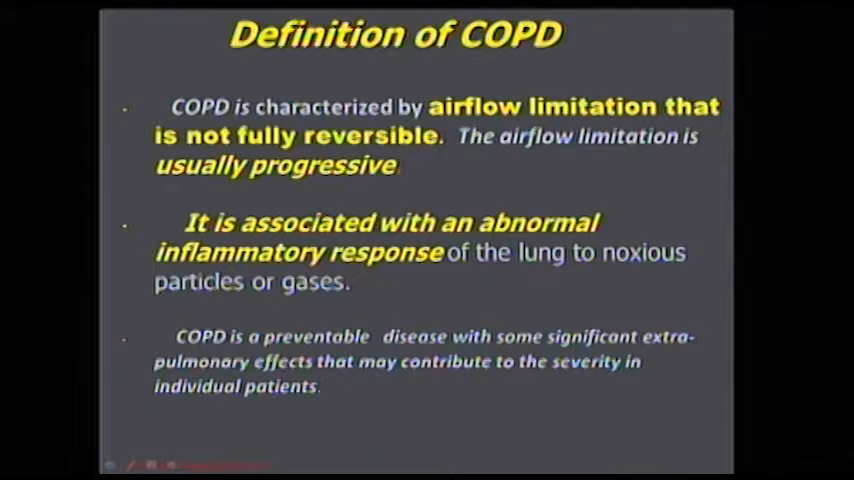 Definition of COPD
COPD is characterized by airflow limitation that
is not fully reversible. The airflow limitation is
usually progressive.
It is associated with an abnormal
inflammatory response of the lung to noxious
particles or gases.
COPD is a preventable disease with some significant extra-
pulmonary effects that may contribute to the severity in
individual patients.